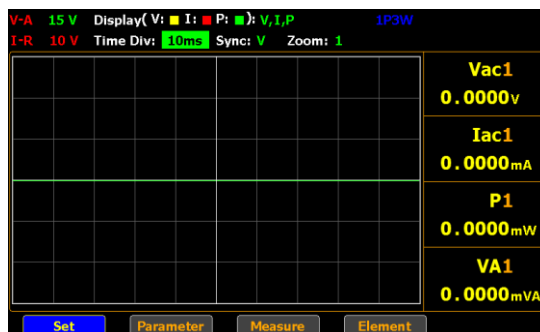 V-A 15 V Display( V: I: P: ): V,I,P 1P3W
I-R 10 V Time Div: 10ms Sync: V Zoom: 1
Vac1
0.0000V
Iac1
0.0000mA
P1
0.0000mW
VA1
0.0000mVA
Set Parameter Measure Element